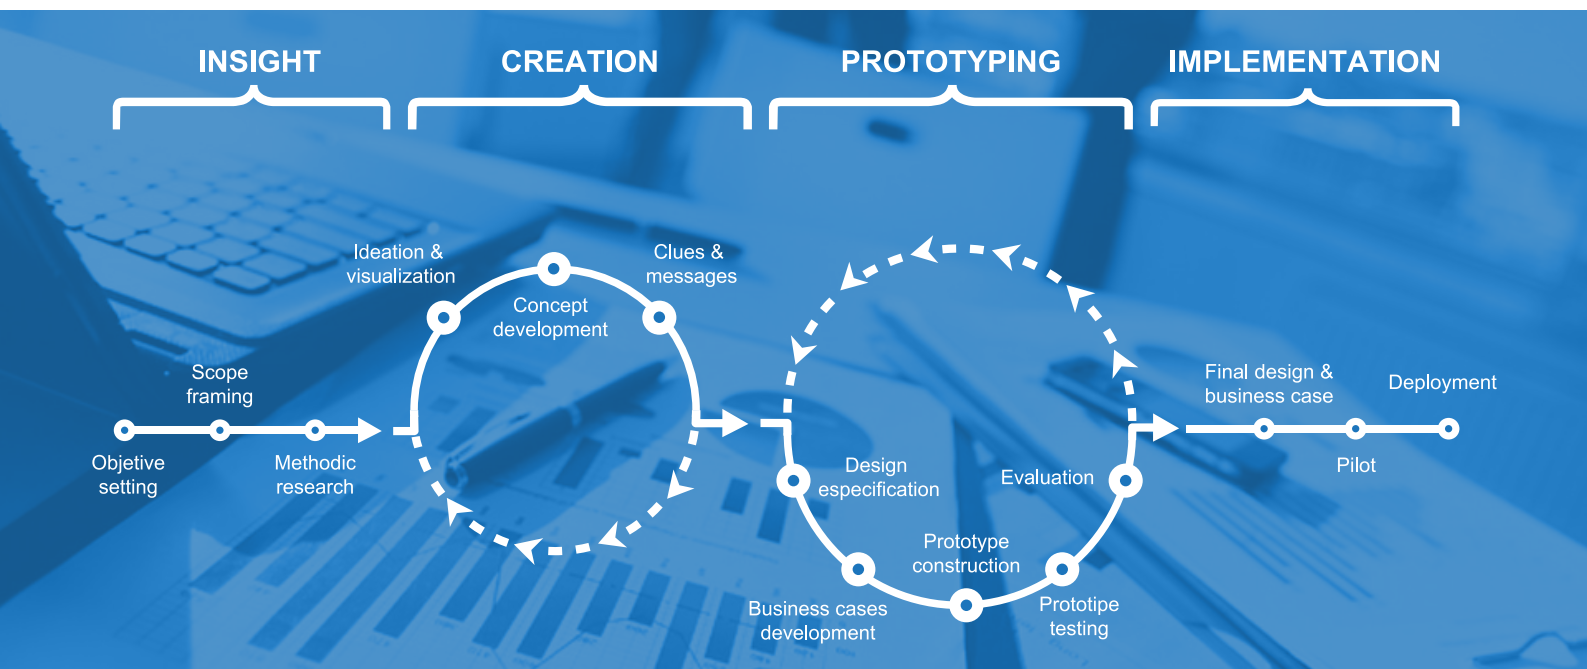 INSIGHT
CREATION
PROTOTYPING
IMPLEMENTATION
Objetive
setting
Scope
framing
Methodic
research
Ideation &
visualization
Concept
development
Clues &
messages
Design
especification
Business cases
development
Prototype
construction
Prototipe
testing
Evaluation
Final design &
business case
Pilot
Deployment